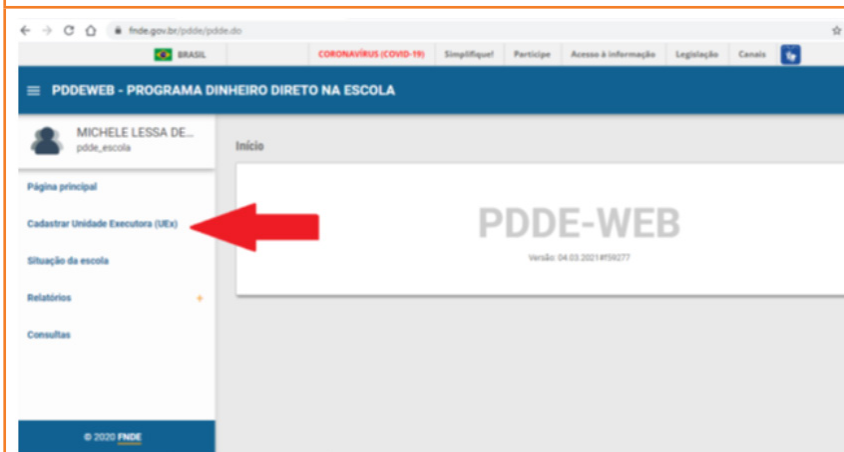 fnde.gov.br/pdde/pdde.do
BRASIL CORONAVÍRUS (COVID-19) Simplifique! Participe Acesso à informação Legislação Canais
PDDEWEB - PROGRAMA DINHEIRO DIRETO NA ESCOLA
MICHELE LESSA DE...
pdde_escola
Início
Página principal
Cadastrar Unidade Executora (UEx)
Situação da escola
Relatórios +
Consultas
PDDE-WEB
Versão: 04.03.2021#f59277
© 2020 FNDE